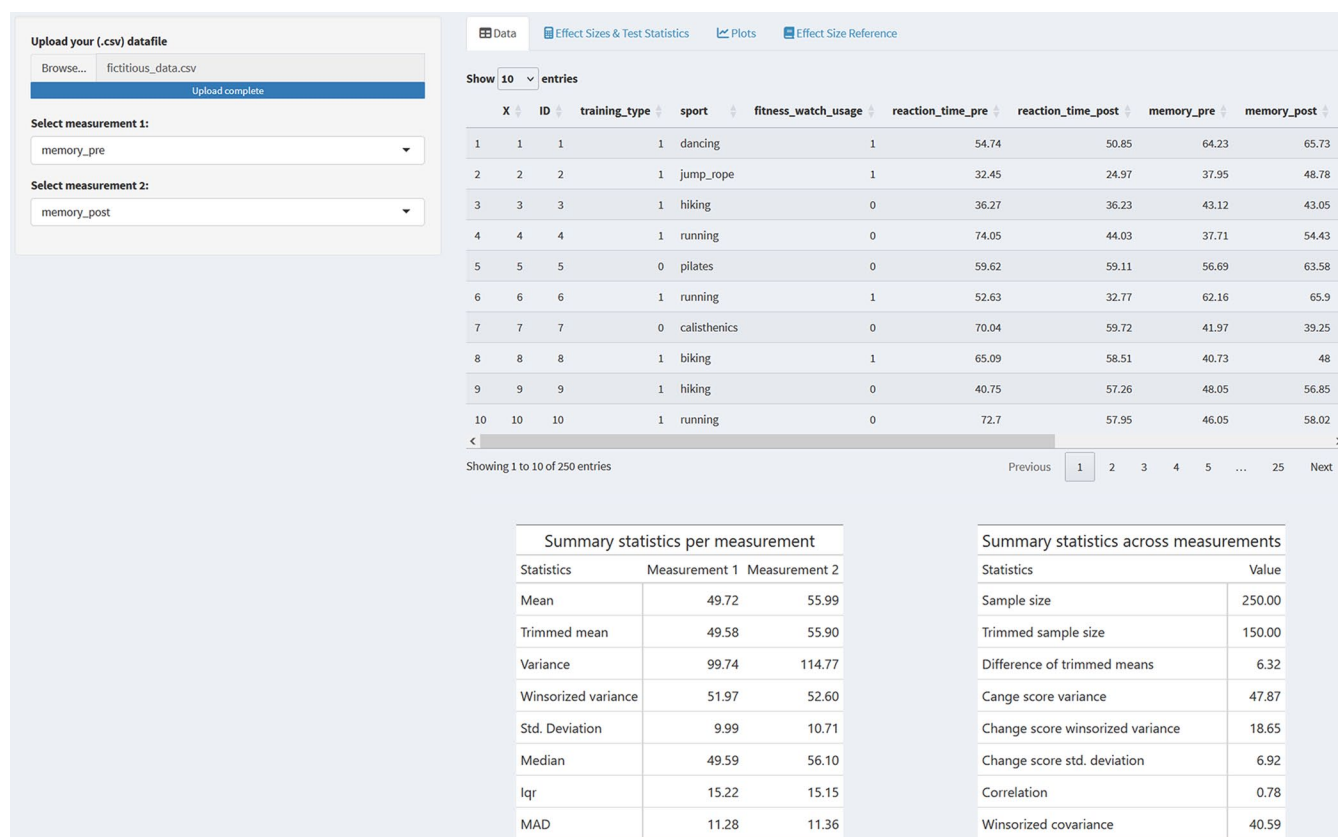 Upload your (.csv) datafile
Browse... fictitious_data.csv
Upload complete
Select measurement 1:
memory_pre
Select measurement 2:
memory_post
Data Effect Sizes & Test Statistics Plots Effect Size Reference
Show 10 entries
X ID training_type sport fitness_watch_usage reaction_time_pre reaction_time_post memory_pre memory_post
1 1 1 1 dancing 1 54.74 50.85 64.23 65.73
2 2 2 1 jump_rope 1 32.45 24.97 37.95 48.78
3 3 3 1 hiking 0 36.27 36.23 43.12 43.05
4 4 4 1 running 0 74.05 44.03 37.71 54.43
5 5 5 0 pilates 0 59.62 59.11 56.69 63.58
6 6 6 1 running 1 52.63 32.77 62.16 65.9
7 7 7 0 calisthenics 0 70.04 59.72 41.97 39.25
8 8 8 1 biking 1 65.09 58.51 40.73 48
9 9 9 1 hiking 0 40.75 57.26 48.05 56.85
10 10 10 1 running 0 72.7 57.95 46.05 58.02
Showing 1 to 10 of 250 entries
Previous 1 2 3 4 5 ... 25 Next
Summary statistics per measurement
Statistics Measurement 1 Measurement 2
Mean 49.72 55.99
Trimmed mean 49.58 55.90
Variance 99.74 114.77
Winsorized variance 51.97 52.60
Std. Deviation 9.99 10.71
Median 49.59 56.10
Iqr 15.22 15.15
MAD 11.28 11.36
Summary statistics across measurements
Statistics Value
Sample size 250.00
Trimmed sample size 150.00
Difference of trimmed means 6.32
Cange score variance 47.87
Change score winsorized variance 18.65
Change score std. deviation 6.92
Correlation 0.78
Winsorized covariance 40.59